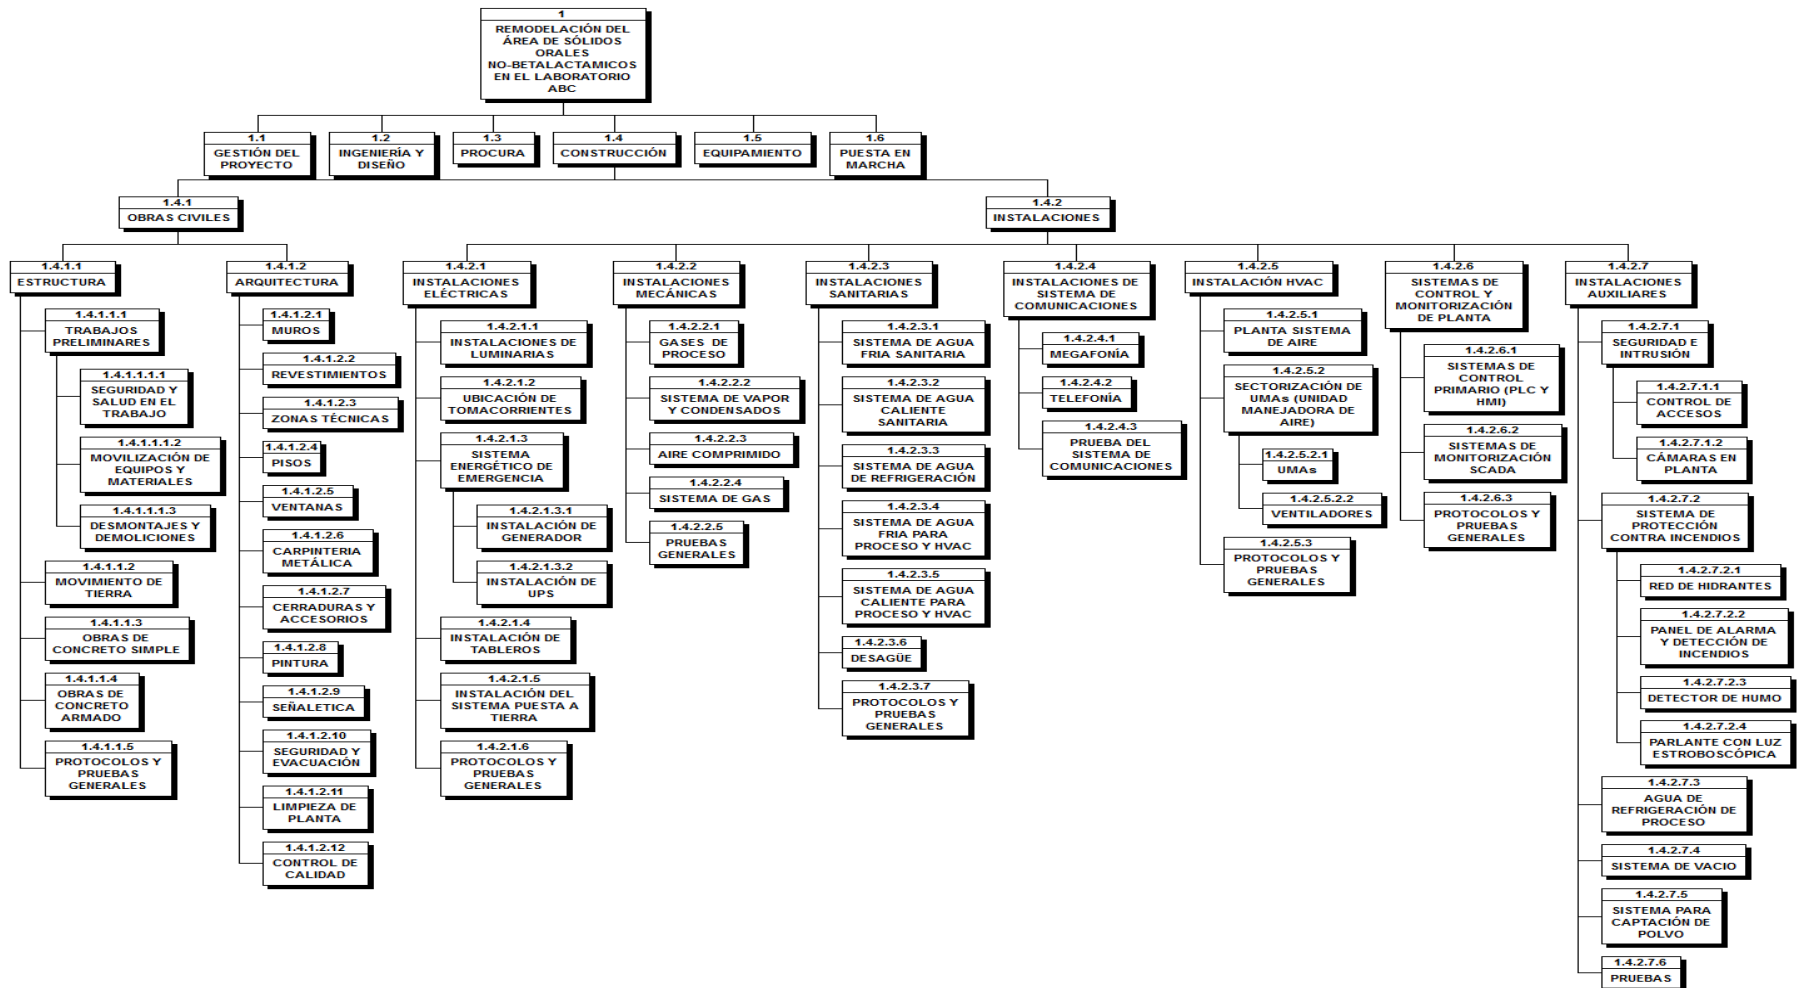 1
REMODELACIÓN DEL
ÁREA DE SÓLIDOS
ORALES
NO-BETALACTAMICOS
EN EL LABORATORIO
ABC
1.1
GESTIÓN DEL
PROYECTO
1.2
INGENIERÍA Y
DISEÑO
1.3
PROCURA
1.4
CONSTRUCCIÓN
1.5
EQUIPAMIENTO
1.6
PUESTA EN
MARCHA
1.4.1
OBRAS CIVILES
1.4.2
INSTALACIONES
1.4.1.1
ESTRUCTURA
1.4.1.1.1
TRABAJOS
PRELIMINARES
1.4.1.1.1.1
SEGURIDAD Y
SALUD EN EL
TRABAJO
1.4.1.1.1.2
MOVILIZACIÓN DE
EQUIPOS Y
MATERIALES
1.4.1.1.1.3
DESMONTAJES Y
DEMOLICIONES
1.4.1.1.2
MOVIMIENTO DE
TIERRA
1.4.1.1.3
OBRAS DE
CONCRETO SIMPLE
1.4.1.1.4
OBRAS DE
CONCRETO
ARMADO
1.4.1.1.5
PROTOCOLOS Y
PRUEBAS
GENERALES
1.4.1.2
ARQUITECTURA
1.4.1.2.1
MUROS
1.4.1.2.2
REVESTIMIENTOS
1.4.1.2.3
ZONAS TÉCNICAS
1.4.1.2.4
PISOS
1.4.1.2.5
VENTANAS
1.4.1.2.6
CARPINTERIA
METÁLICA
1.4.1.2.7
CERRADURAS Y
ACCESORIOS
1.4.1.2.8
PINTURA
1.4.1.2.9
SEÑALETICA
1.4.1.2.10
SEGURIDAD Y
EVACUACIÓN
1.4.1.2.11
LIMPIEZA DE
PLANTA
1.4.1.2.12
CONTROL DE
CALIDAD
1.4.2.1
INSTALACIONES
ELÉCTRICAS
1.4.2.1.1
INSTALACIONES DE
LUMINARIAS
1.4.2.1.2
UBICACIÓN DE
TOMACORRIENTES
1.4.2.1.3
SISTEMA
ENERGÉTICO DE
EMERGENCIA
1.4.2.1.3.1
INSTALACIÓN DE
GENERADOR
1.4.2.1.3.2
INSTALACIÓN DE
UPS
1.4.2.1.4
INSTALACIÓN DE
TABLEROS
1.4.2.1.5
INSTALACIÓN DEL
SISTEMA PUESTA A
TIERRA
1.4.2.1.6
PROTOCOLOS Y
PRUEBAS
GENERALES
1.4.2.2
INSTALACIONES
MECÁNICAS
1.4.2.2.1
GASES DE
PROCESO
1.4.2.2.2
SISTEMA DE VAPOR
Y CONDENSADOS
1.4.2.2.3
AIRE COMPRIMIDO
1.4.2.2.4
SISTEMA DE GAS
1.4.2.2.5
PRUEBAS
GENERALES
1.4.2.3
INSTALACIONES
SANITARIAS
1.4.2.3.1
SISTEMA DE AGUA
FRIA SANITARIA
1.4.2.3.2
SISTEMA DE AGUA
CALIENTE
SANITARIA
1.4.2.3.3
SISTEMA DE AGUA
DE REFRIGERACIÓN
1.4.2.3.4
SISTEMA DE AGUA
FRIA PARA
PROCESO Y HVAC
1.4.2.3.5
SISTEMA DE AGUA
CALIENTE PARA
PROCESO Y HVAC
1.4.2.3.6
DESAGÜE
1.4.2.3.7
PROTOCOLOS Y
PRUEBAS
GENERALES
1.4.2.4
INSTALACIONES DE
SISTEMA DE
COMUNICACIONES
1.4.2.4.1
MEGAFONÍA
1.4.2.4.2
TELEFONÍA
1.4.2.4.3
PRUEBA DEL
SISTEMA DE
COMUNICACIONES
1.4.2.5
INSTALACIÓN HVAC
1.4.2.5.1
PLANTA SISTEMA
DE AIRE
1.4.2.5.2
SECTORIZACIÓN DE
UMAs (UNIDAD
MANEJADORA DE
AIRE)
1.4.2.5.2.1
UMAs
1.4.2.5.2.2
VENTILADORES
1.4.2.5.3
PROTOCOLOS Y
PRUEBAS
GENERALES
1.4.2.6
SISTEMAS DE
CONTROL Y
MONITORIZACIÓN
DE PLANTA
1.4.2.6.1
SISTEMAS DE
CONTROL
PRIMARIO (PLC Y
HMI)
1.4.2.6.2
SISTEMAS DE
MONITORIZACIÓN
SCADA
1.4.2.6.3
PROTOCOLOS Y
PRUEBAS
GENERALES
1.4.2.7
INSTALACIONES
AUXILIARES
1.4.2.7.1
SEGURIDAD E
INTRUSIÓN
1.4.2.7.1.1
CONTROL DE
ACCESOS
1.4.2.7.1.2
CÁMARAS EN
PLANTA
1.4.2.7.2
SISTEMA DE
PROTECCIÓN
CONTRA INCENDIOS
1.4.2.7.2.1
RED DE HIDRANTES
1.4.2.7.2.2
PANEL DE ALARMA
Y DETECCIÓN DE
INCENDIOS
1.4.2.7.2.3
DETECTOR DE HUMO
1.4.2.7.2.4
PARLANTE CON LUZ
ESTROBOSCÓPICA
1.4.2.7.3
AGUA DE
REFRIGERACIÓN DE
PROCESO
1.4.2.7.4
SISTEMA DE VACIO
1.4.2.7.5
SISTEMA PARA
CAPTACIÓN DE
POLVO
1.4.2.7.6
PRUEBAS